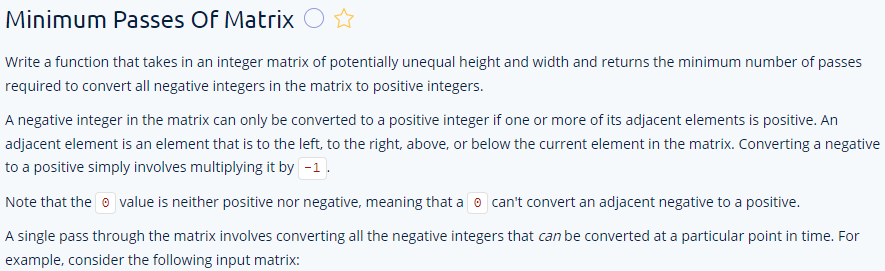 Minimum Passes Of Matrix
Write a function that takes in an integer matrix of potentially unequal height and width and returns the minimum number of passes
required to convert all negative integers in the matrix to positive integers.
A negative integer in the matrix can only be converted to a positive integer if one or more of its adjacent elements is positive. An
adjacent element is an element that is to the left, to the right, above, or below the current element in the matrix. Converting a negative
to a positive simply involves multiplying it by -1 .
Note that the 0 value is neither positive nor negative, meaning that a 0 can't convert an adjacent negative to a positive.
A single pass through the matrix involves converting all the negative integers that can be converted at a particular point in time. For
example, consider the following input matrix: